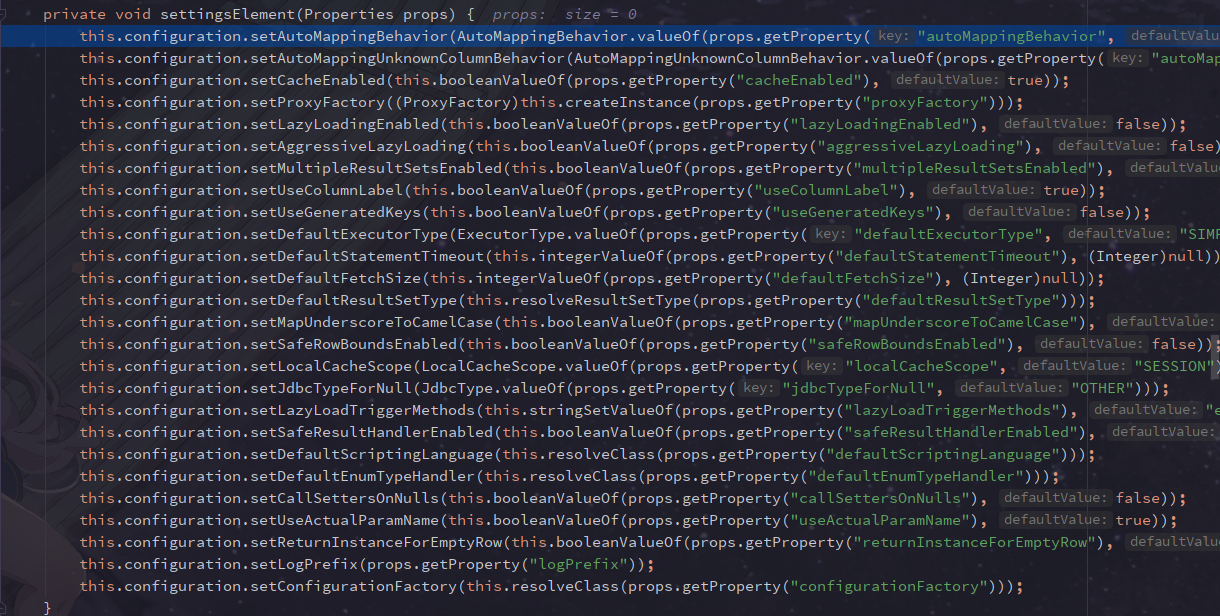 private void settingsElement(Properties props) {  props:  size = 0
this.configuration.setAutoMappingBehavior(AutoMappingBehavior.valueOf(props.getProperty( key: "autoMappingBehavior",  defaultValu
this.configuration.setAutoMappingUnknownColumnBehavior(AutoMappingUnknownColumnBehavior.valueOf(props.getProperty( key: "autoMap
this.configuration.setCacheEnabled(this.booleanValueOf(props.getProperty("cacheEnabled"),  defaultValue: true));
this.configuration.setProxyFactory((ProxyFactory)this.createInstance(props.getProperty("proxyFactory")));
this.configuration.setLazyLoadingEnabled(this.booleanValueOf(props.getProperty("lazyLoadingEnabled"),  defaultValue: false));
this.configuration.setAggressiveLazyLoading(this.booleanValueOf(props.getProperty("aggressiveLazyLoading"),  defaultValue: false)
this.configuration.setMultipleResultSetsEnabled(this.booleanValueOf(props.getProperty("multipleResultSetsEnabled"),  defaultValu
this.configuration.setUseColumnLabel(this.booleanValueOf(props.getProperty("useColumnLabel"),  defaultValue: true));
this.configuration.setUseGeneratedKeys(this.booleanValueOf(props.getProperty("useGeneratedKeys"),  defaultValue: false));
this.configuration.setDefaultExecutorType(ExecutorType.valueOf(props.getProperty( key: "defaultExecutorType",  defaultValue: "SIMP
this.configuration.setDefaultStatementTimeout(this.integerValueOf(props.getProperty("defaultStatementTimeout"), (Integer)null))
this.configuration.setDefaultFetchSize(this.integerValueOf(props.getProperty("defaultFetchSize"), (Integer)null));
this.configuration.setDefaultResultSetType(this.resolveResultSetType(props.getProperty("defaultResultSetType")));
this.configuration.setMapUnderscoreToCamelCase(this.booleanValueOf(props.getProperty("mapUnderscoreToCamelCase"),  defaultValue:
this.configuration.setSafeRowBoundsEnabled(this.booleanValueOf(props.getProperty("safeRowBoundsEnabled"),  defaultValue: false));
this.configuration.setLocalCacheScope(LocalCacheScope.valueOf(props.getProperty( key: "localCacheScope",  defaultValue: "SESSION")
this.configuration.setJdbcTypeForNull(JdbcType.valueOf(props.getProperty( key: "jdbcTypeForNull",  defaultValue: "OTHER")));
this.configuration.setLazyLoadTriggerMethods(this.stringSetValueOf(props.getProperty("lazyLoadTriggerMethods"),  defaultValue: "e
this.configuration.setSafeResultHandlerEnabled(this.booleanValueOf(props.getProperty("safeResultHandlerEnabled"),  defaultValue:
this.configuration.setDefaultScriptingLanguage(this.resolveClass(props.getProperty("defaultScriptingLanguage")));
this.configuration.setDefaultEnumTypeHandler(this.resolveClass(props.getProperty("defaultEnumTypeHandler")));
this.configuration.setCallSettersOnNulls(this.booleanValueOf(props.getProperty("callSettersOnNulls"),  defaultValue: false));
this.configuration.setUseActualParamName(this.booleanValueOf(props.getProperty("useActualParamName"),  defaultValue: true));
this.configuration.setReturnInstanceForEmptyRow(this.booleanValueOf(props.getProperty("returnInstanceForEmptyRow"),  defaultValu
this.configuration.setLogPrefix(props.getProperty("logPrefix"));
this.configuration.setConfigurationFactory(this.resolveClass(props.getProperty("configurationFactory")));
}